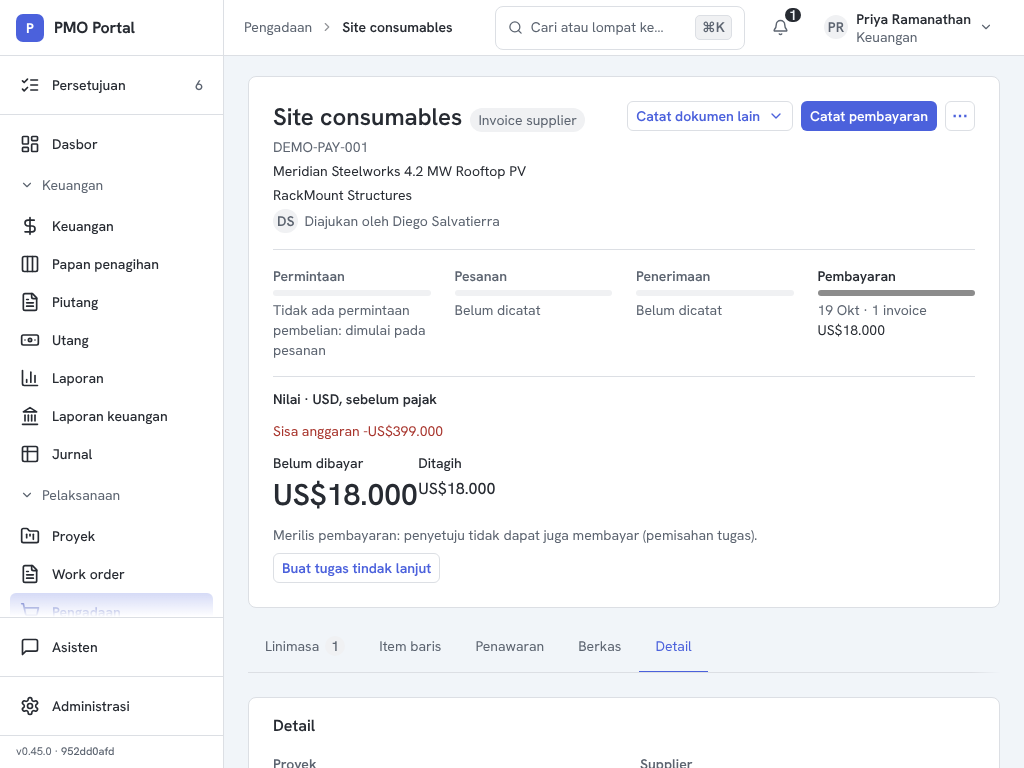 P PMO Portal
Pengadaan > Site consumables
Cari atau lompat ke... ⌘K
1
PR Priya Ramanathan
Keuangan
Persetujuan 6
Dasbor
Keuangan
Keuangan
Papan penagihan
Piutang
Utang
Laporan
Laporan keuangan
Jurnal
Pelaksanaan
Proyek
Work order
Pengadaan
Asisten
Administrasi
v0.45.0 · 952dd0afd
Site consumables Invoice supplier
Catat dokumen lain Catat pembayaran
DEMO-PAY-001
Meridian Steelworks 4.2 MW Rooftop PV
RackMount Structures
DS Diajukan oleh Diego Salvatierra
Permintaan
Tidak ada permintaan
pembelian: dimulai pada
pesanan
Pesanan
Belum dicatat
Penerimaan
Belum dicatat
Pembayaran
19 Okt · 1 invoice
US$18.000
Nilai · USD, sebelum pajak
Sisa anggaran -US$399.000
Belum dibayar Ditagih
US$18.000 US$18.000
Merilis pembayaran: penyetuju tidak dapat juga membayar (pemisahan tugas).
Buat tugas tindak lanjut
Linimasa 1 Item baris Penawaran Berkas Detail
Detail
Proyek Supplier